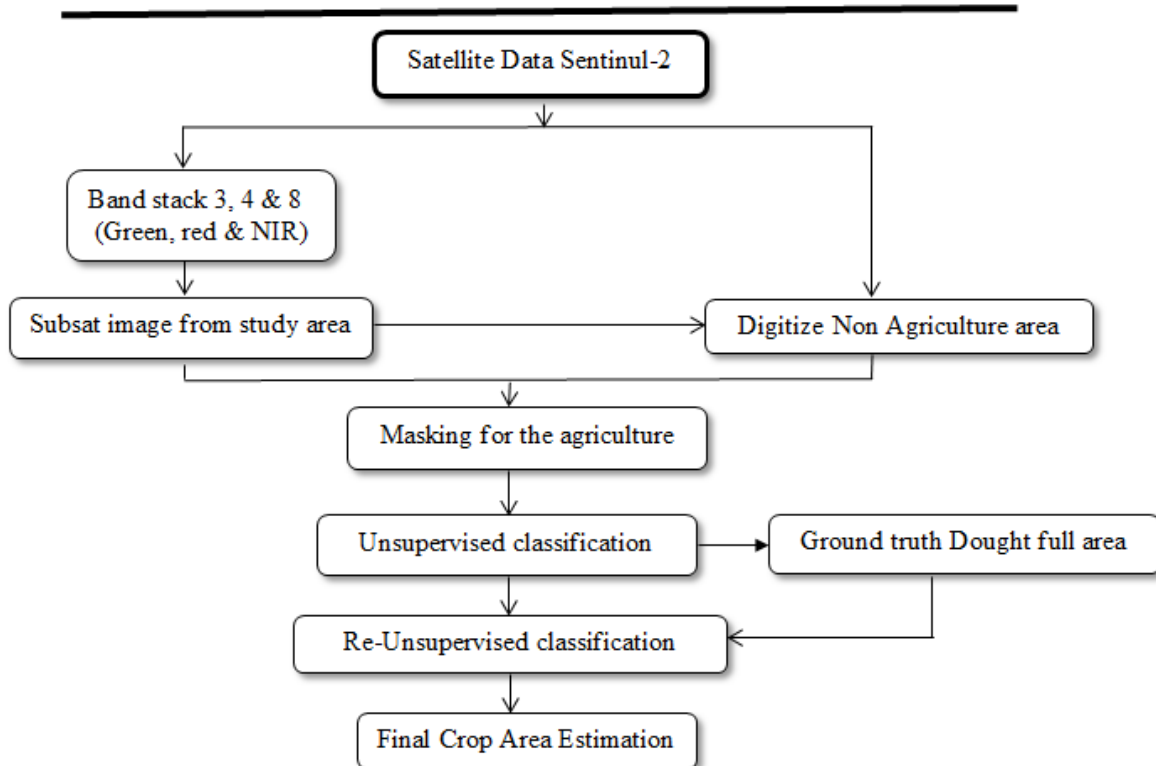 Satellite Data Sentinul-2
Band stack 3, 4 & 8
(Green, red & NIR)
Subsat image from study area
Digitize Non Agriculture area
Masking for the agriculture
Unsupervised classification
Ground truth Dought full area
Re-Unsupervised classification
Final Crop Area Estimation